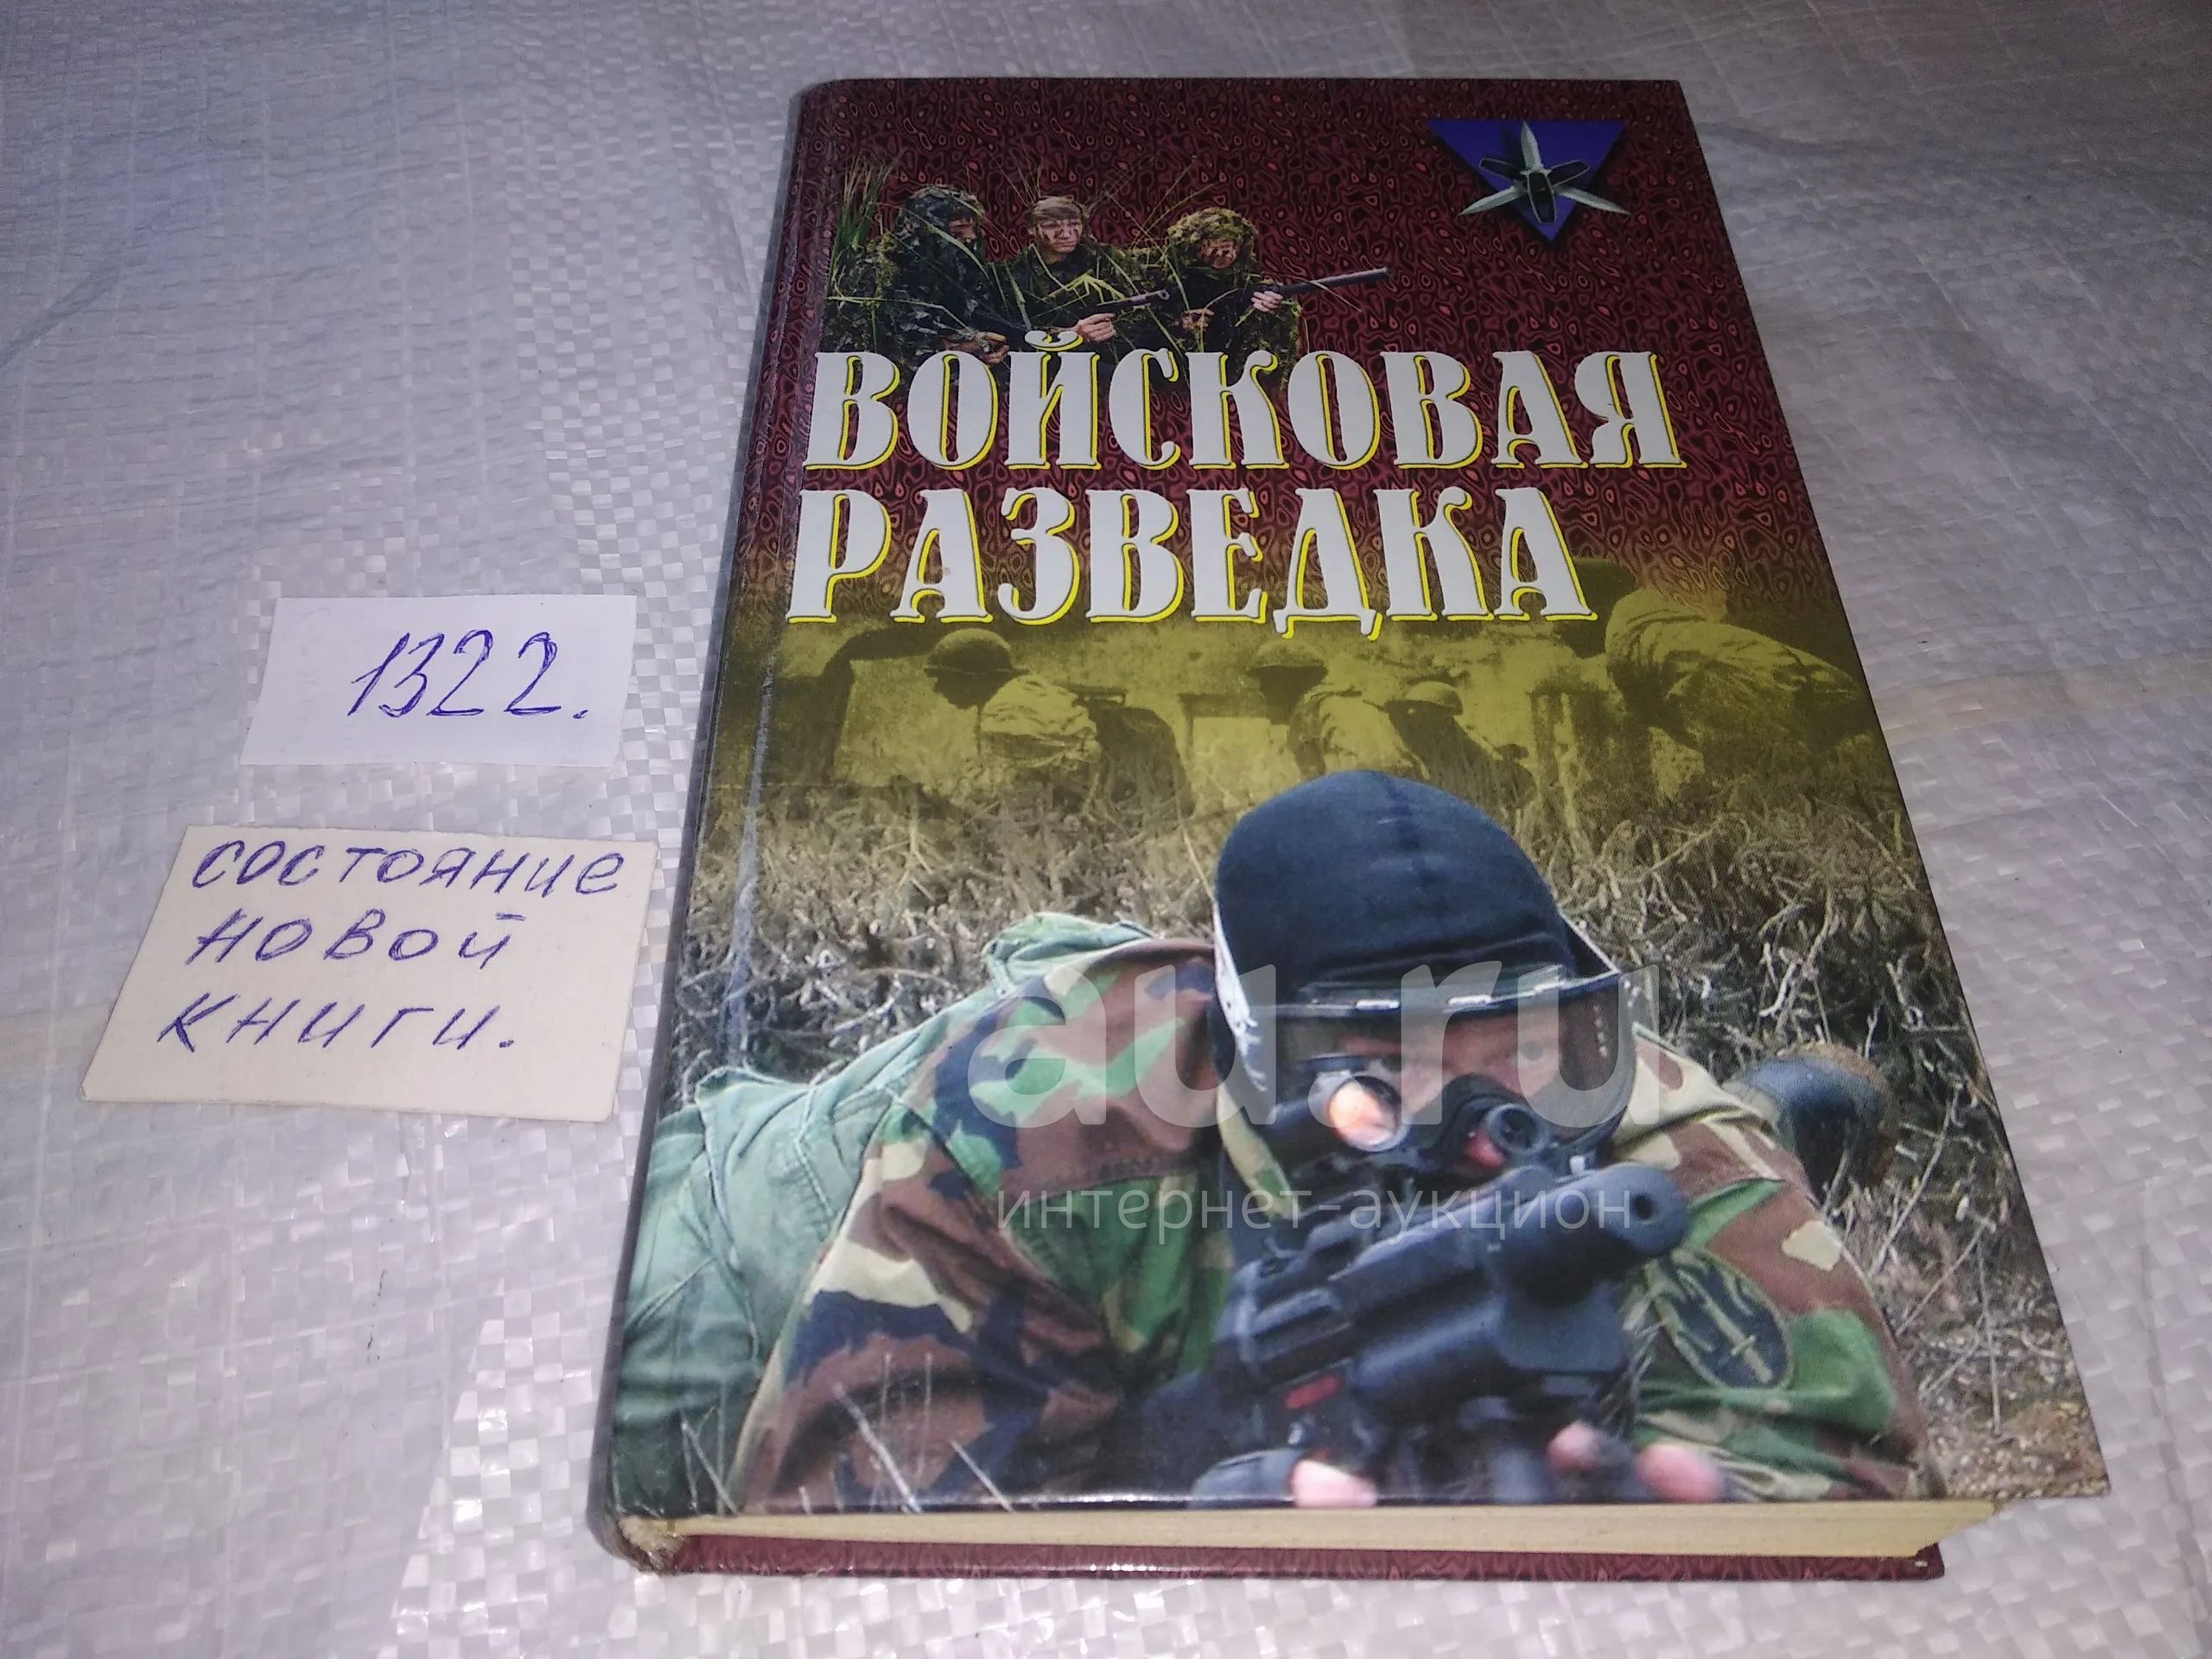 ВОЙСКОВАЯ
РАЗВЕДКА
1322.
состояние
новой
книги.
au.ru
интернет-аукцион